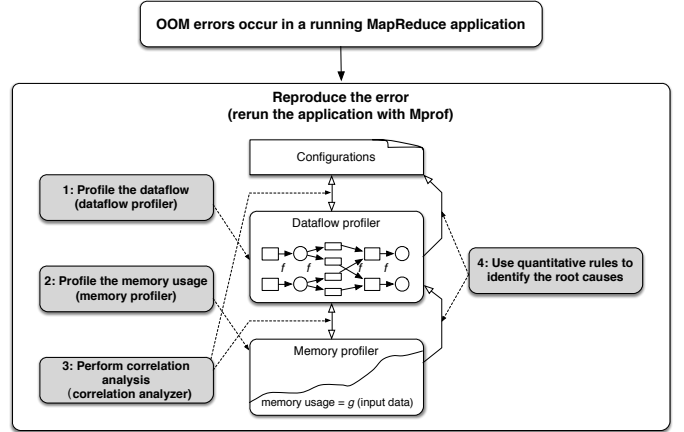 OOM errors occur in a running MapReduce application
Reproduce the error
(rerun the application with Mprof)
Configurations
1: Profile the dataflow
(dataflow profiler)
Dataflow profiler
f f f
f f f
2: Profile the memory usage
(memory profiler)
4: Use quantitative rules to
identify the root causes
3: Perform correlation
analysis
(correlation analyzer)
Memory profiler
memory usage = g (input data)